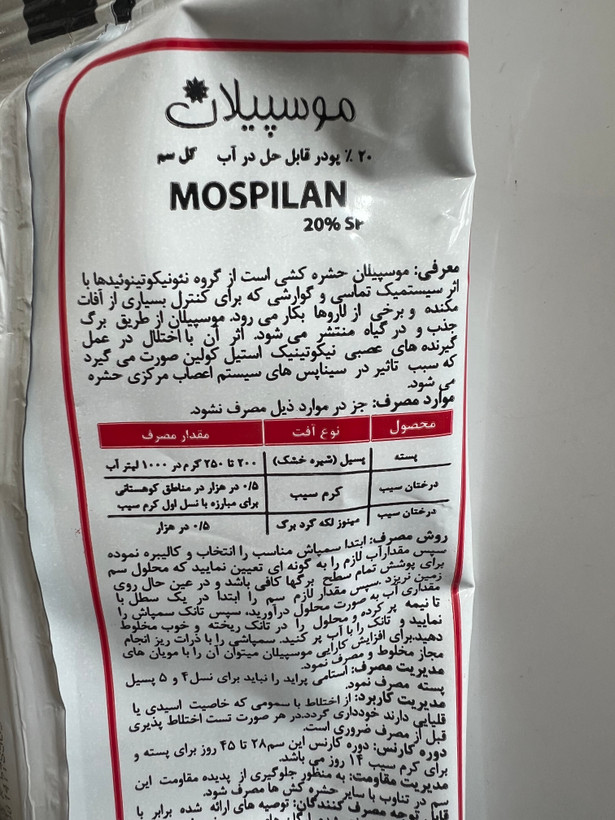 موسپیلان
۲۰ ٪ پودر قابل حل در آب گل سم
MOSPILAN
20% SP
معرفی: موسپیلان حشره کشی است از گروه نئونیکوتینوئیدها با
اثر سیستمیک تماسی و گوارشی که برای کنترل بسیاری از آفات
مکنده و برخی از لاروها بکار می رود. موسپیلان از طریق برگ
جذب و در گیاه منتشر می شود. اثر آن با اختلال در عمل
گیرنده های عصبی نیکوتینیک استیل کولین صورت می گیرد
که سبب تاثیر در سیناپس های سیستم اعصاب مرکزی حشره
می شود.
موارد مصرف: جز در موارد ذیل مصرف نشود.
محصول نوع آفت مقدار مصرف
پسته پسیل (شیره خشک) ۲۰۰ تا ۲۵۰ گرم در ۱۰۰۰ لیتر آب
درختان سیب کرم سیب ۰/۵ در هزار در مناطق کوهستانی
برای مبارزه با نسل اول کرم سیب
درختان سیب مینوز لکه گرد برگ ۰/۵ در هزار
روش مصرف: ابتدا سمپاش مناسب را انتخاب و کالیبره نموده
سپس مقدارآب لازم را به گونه ای تعیین نمایید که محلول سم
برای پوشش تمام سطح برگها کافی باشد و در عین حال روی
زمین نریزد. سپس مقدار لازم سم را ابتدا در یک سطل با
مقداری آب به صورت محلول درآورید، سپس تانک سمپاش را
تا نیمه پر کرده و محلول را در تانک ریخته و خوب مخلوط
نمایید و تانک را با آب پر کنید. سمپاشی را با ذرات ریز انجام
دهید.برای افزایش کارایی موسپیلان میتوان آن را با مویان های
مجاز مخلوط و مصرف نمود.
مدیریت مصرف: استامی پراید را نباید برای نسل۴ و ۵ پسیل
پسته مصرف نمود.
مدیریت کاربرد: از اختلاط با سمومی که خاصیت اسیدی یا
قلیایی دارند خودداری گردد.در هر صورت تست اختلاط پذیری
قبل از مصرف ضروری است.
دوره کارنس: دوره کارنس این سم۲۸ تا ۴۵ روز برای پسته و
برای کرم سیب ۱۴ روز می باشد.
مدیریت مقاومت: به منظور جلوگیری از پدیده مقاومت این
سم در تناوب با سایر حشره کش ها مصرف شود.
قابل توجه مصرف کنندگان: توصیه های ارائه شده برابر با